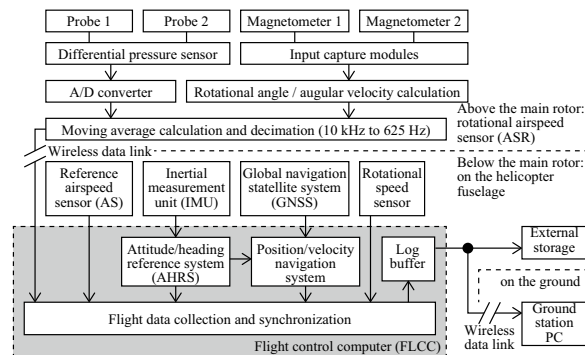 Probe 1
Probe 2
Magnetometer 1
Magnetometer 2
Differential pressure sensor
Input capture modules
A/D converter
Rotational angle / augular velocity calculation
Moving average calculation and decimation (10 kHz to 625 Hz)
Above the main rotor:
rotational airspeed
sensor (ASR)
Wireless data link
Below the main rotor:
on the helicopter
fuselage
Reference
airspeed
sensor (AS)
Inertial
measurement
unit (IMU)
Global navigation
statellite system
(GNSS)
Rotational
speed
sensor
Attitude/heading
reference system
(AHRS)
Position/velocity
navigation
system
Log
buffer
External
storage
on the ground
Flight data collection and synchronization
Ground
station
PC
Wireless
data link
Flight control computer (FLCC)